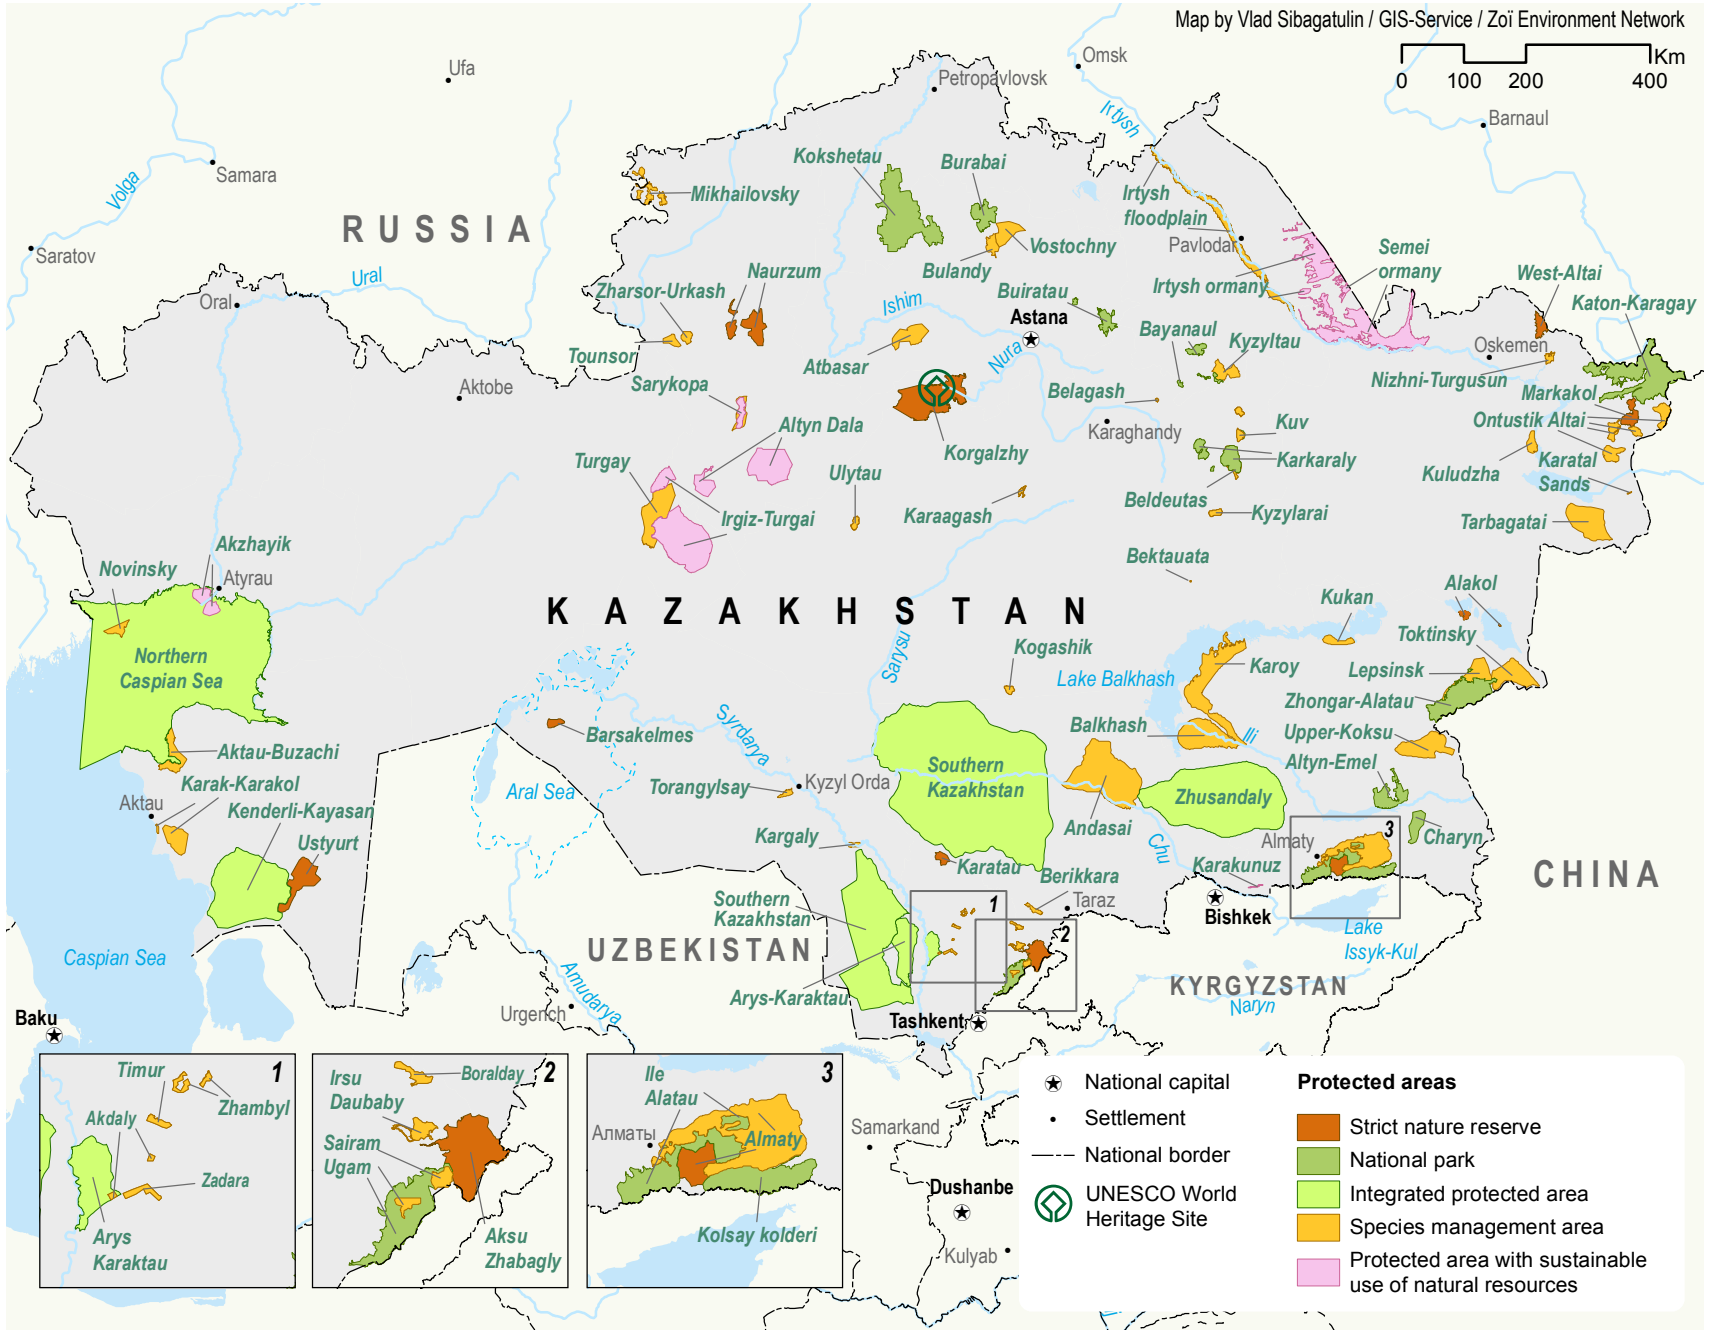 Map by Vlad Sibagatulin / GIS-Service / Zoï Environment Network
Km
0 100 200 400
Omsk
Ufa
Petropavlovsk
Irtysh
Barnaul
Samara
Volga
Kokshetau
Burabai
Mikhailovsky
Irtysh
floodplain
RUSSIA
Saratov
Pavlodar
Vostochny
Semei
ormany
Ural
Naurzum
Bulandy
West-Altai
Oral
Zharsor-Urkash
Ishim
Buiratau
Irtysh ormany
Katon-Karagay
Astana
Bayanaul
Kyzyltau
Oskemen
Tounsor
Nura
Atbasar
Nizhni-Turgusun
Aktobe
Sarykopa
Belagash
Markakol
Altyn Dala
Karaghandy
Kuv
Ontustik Altai
Korgalzhy
Karkaraly
Turgay
Ulytau
Kuludzha
Karatal
Sands
Beldeutas
Irgiz-Turgai
Karaagash
Kyzylarai
Tarbagatai
Akzhayik
Bektauata
Novinsky
Atyrau
Alakol
KAZAKHSTAN
Kukan
Toktinsky
Northern
Caspian Sea
Sarysu
Kogashik
Lake Balkhash
Karoy
Lepsinsk
Zhongar-Alatau
Syrdarya
Barsakelmes
Balkhash
Ili
Upper-Koksu
Aktau-Buzachi
Altyn-Emel
Karak-Karakol
Southern
Kazakhstan
Torangylsay
Kyzyl Orda
Aral Sea
Zhusandaly
Aktau
Kenderli-Kayasan
Andasai
Kargaly
Chu
Almaty
3
Charyn
Ustyurt
Karatau
Karakunuz
CHINA
Berikkara
Southern
Kazakhstan
1
Taraz
Bishkek
2
Lake
Issyk-Kul
UZBEKISTAN
Caspian Sea
Amudarya
Arys-Karaktau
KYRGYZSTAN
Naryn
Baku
Urgench
Tashkent
1
Timur
Zhambyl
Akdaly
Zadara
Arys
Karaktau
2
Boralday
Irsu
Daubaby
Sairam
Ugam
Aksu
Zhabagly
3
Ile
Alatau
Алматы
Almaty
Kolsay kolderi
Samarkand
Dushanbe
Kulyab
National capital
Settlement
National border
UNESCO World
Heritage Site
Protected areas
Strict nature reserve
National park
Integrated protected area
Species management area
Protected area with sustainable
use of natural resources